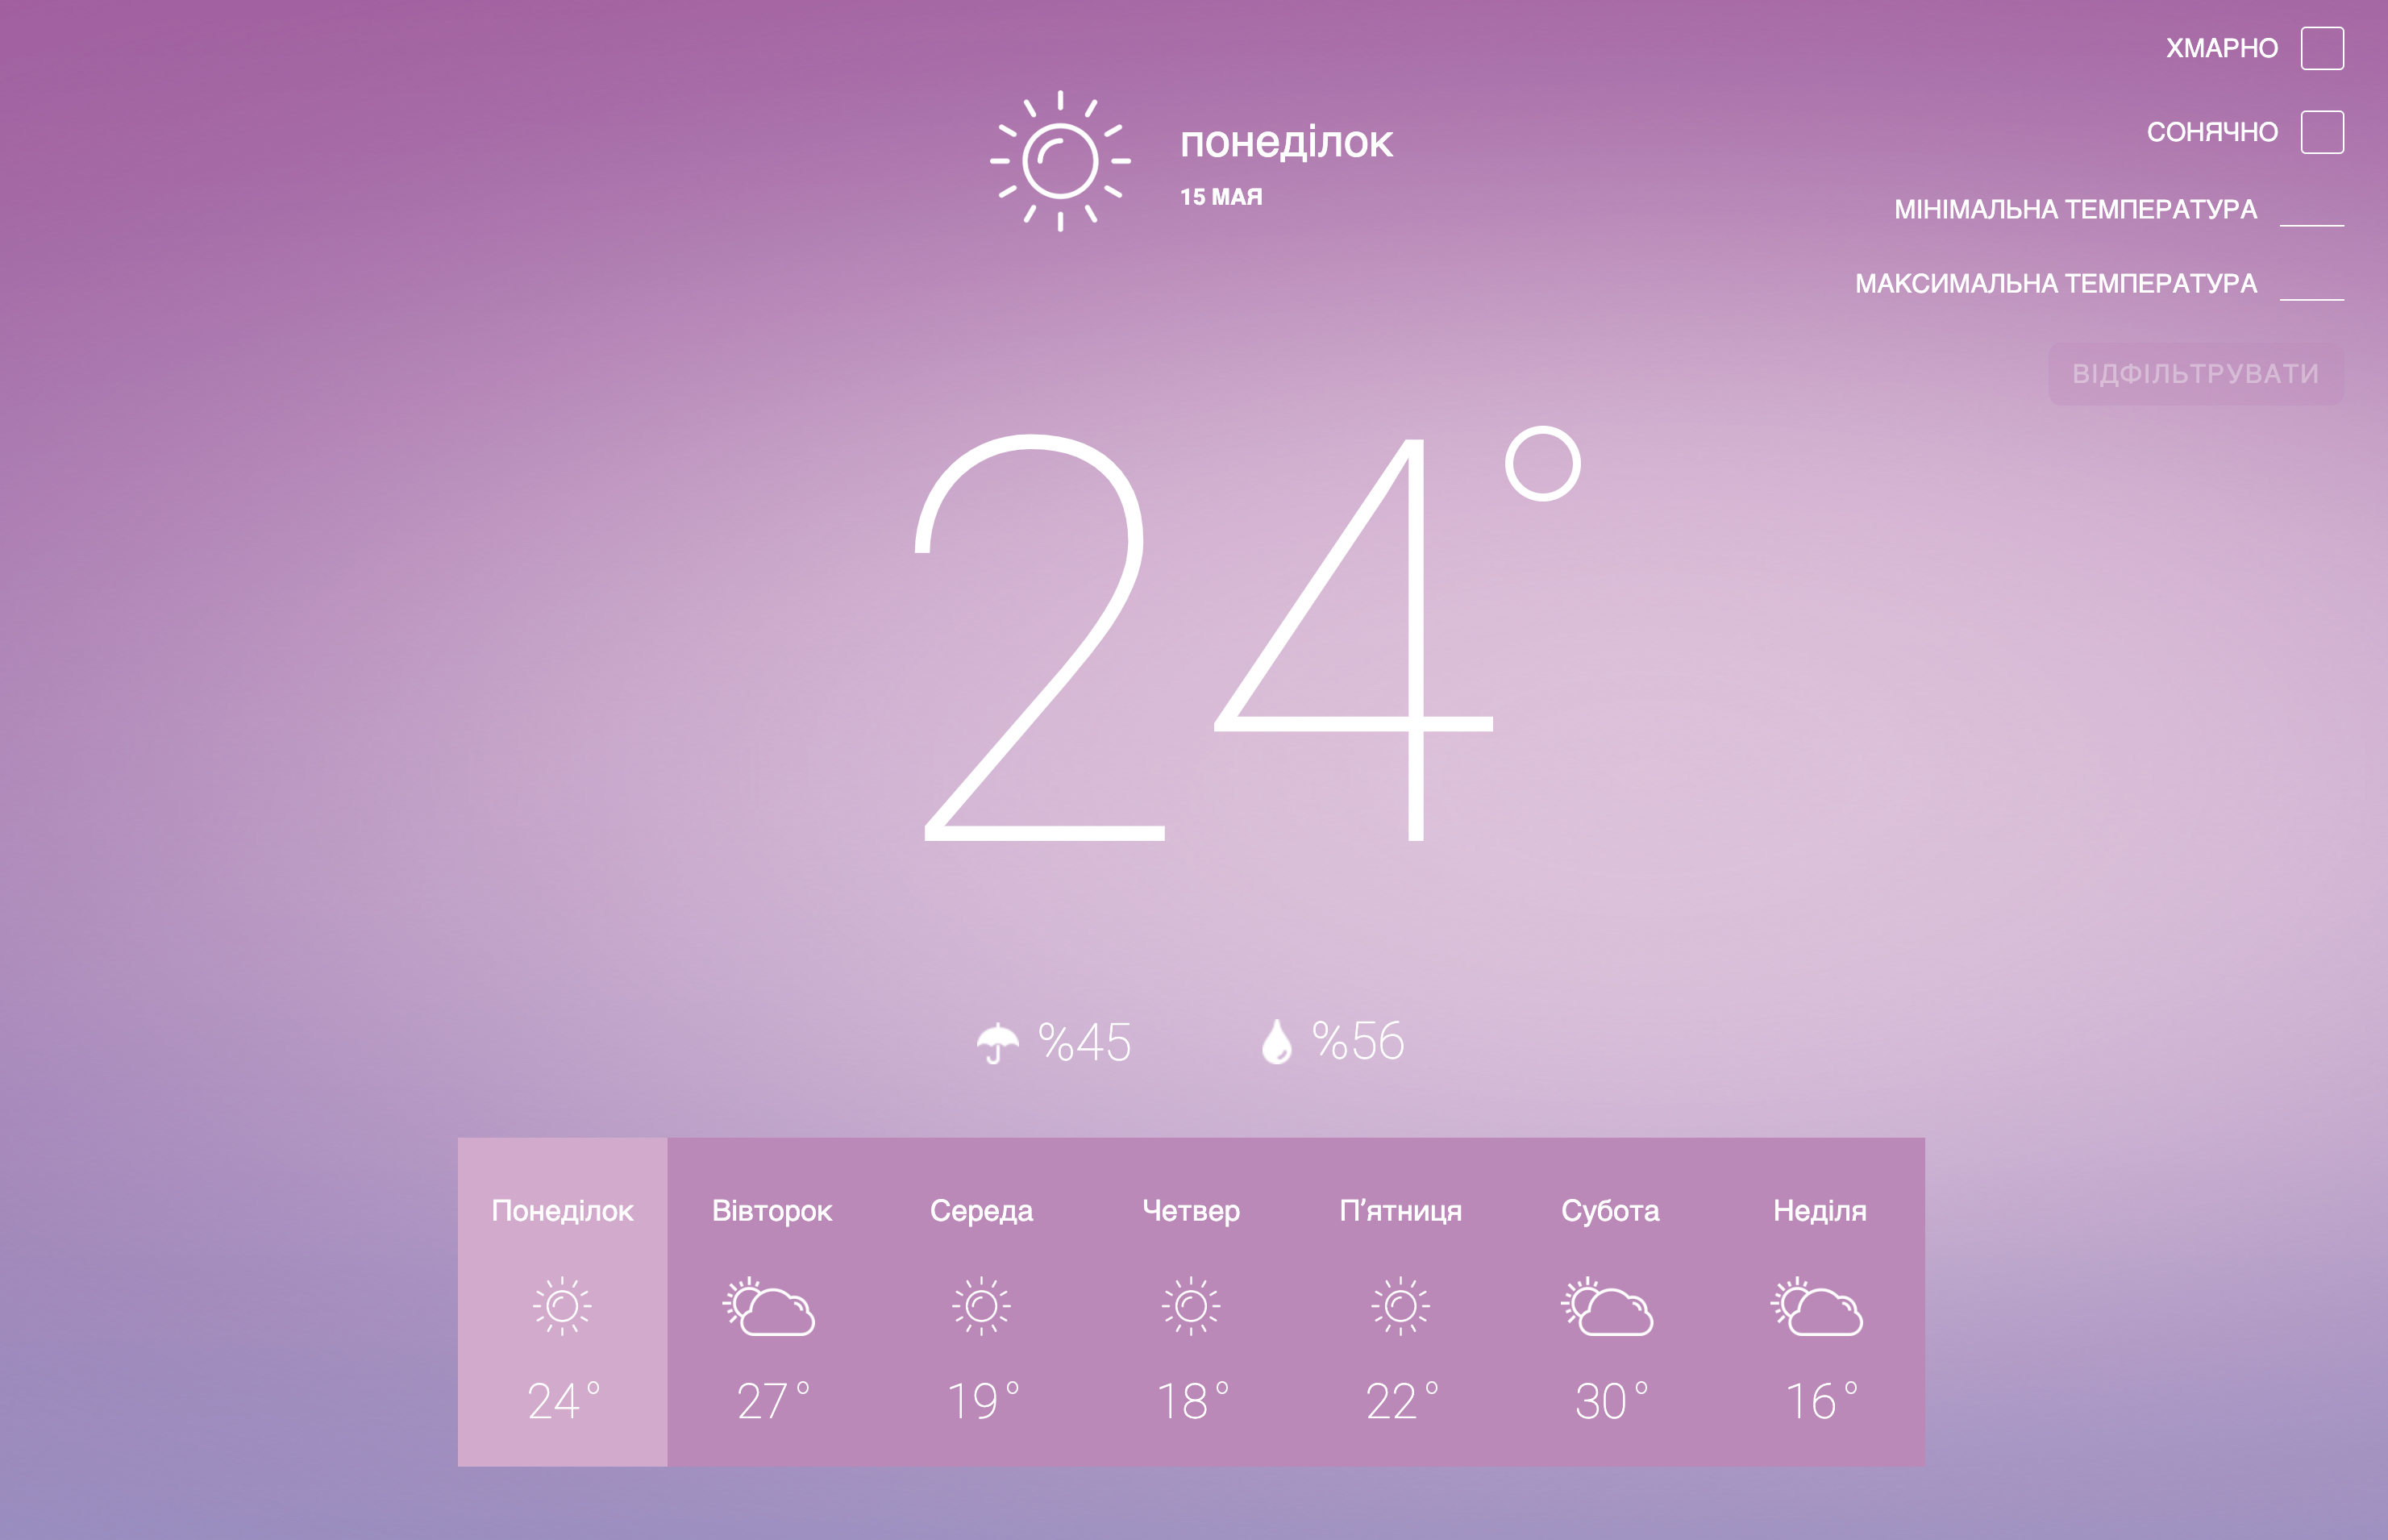 ХМАРНО
СОНЯЧНО
понеділок
15 МАЯ
МІНІМАЛЬНА ТЕМПЕРАТУРА
МАКСИМАЛЬНА ТЕМПЕРАТУРА
ВІДФІЛЬТРУВАТИ
24°
%45 %56
Понеділок Вівторок Середа Четвер П’ятниця Субота Неділя
24° 27° 19° 18° 22° 30° 16°